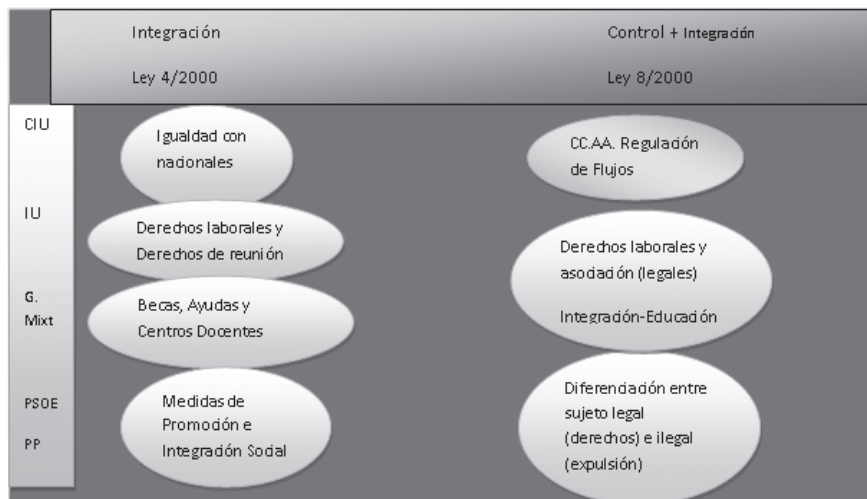 Integración
Control + Integración
Ley 4/2000
Ley 8/2000
CIU
IU
G.
Mixt
PSOE
PP
Igualdad con
nacionales
Derechos laborales y
Derechos de reunión
Becas, Ayudas y
Centros Docentes
Medidas de
Promoción e
Integración Social
CC.AA. Regulación
de Flujos
Derechos laborales y
asociación (legales)
Integración-Educación
Diferenciación entre
sujeto legal
(derechos) e ilegal
(expulsión)